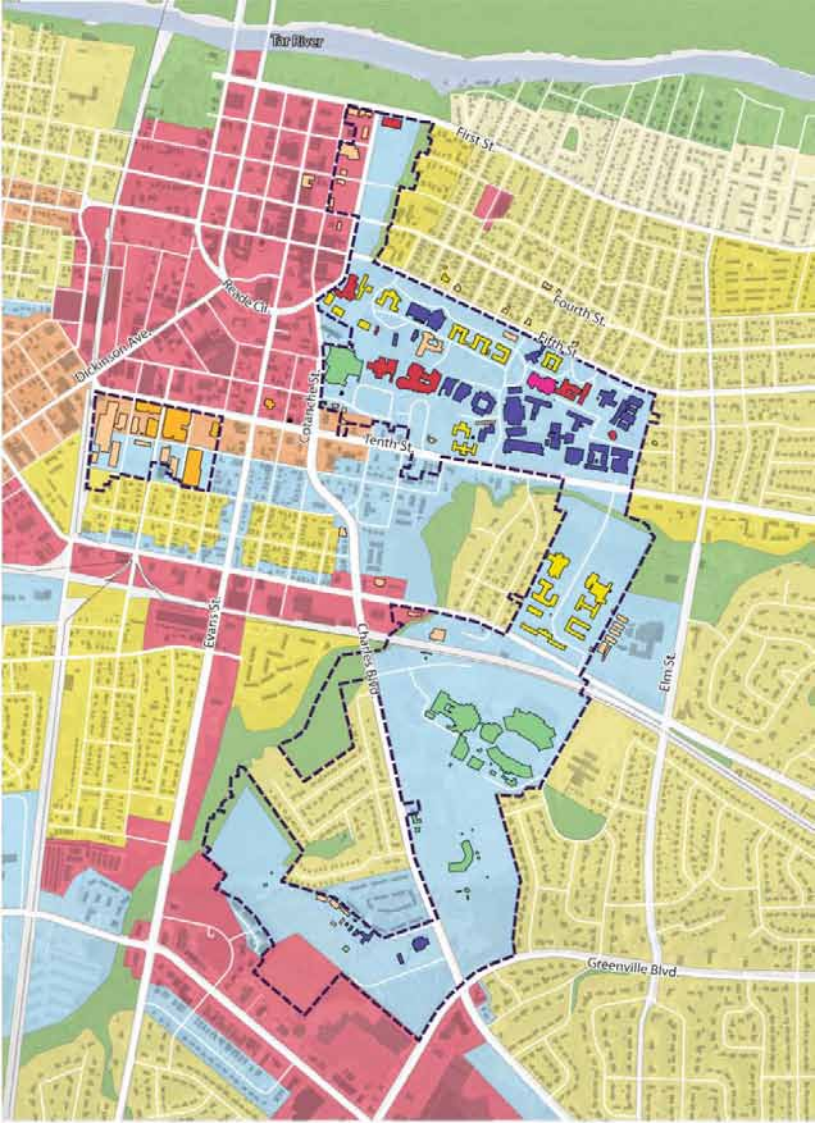 Tar River
First St.
Reade Cir.
Fourth St.
Fifth St.
Dickinson Ave.
Cotanche St.
Tenth St.
Evans St.
Charles Blvd
Elm St.
Greenville Blvd